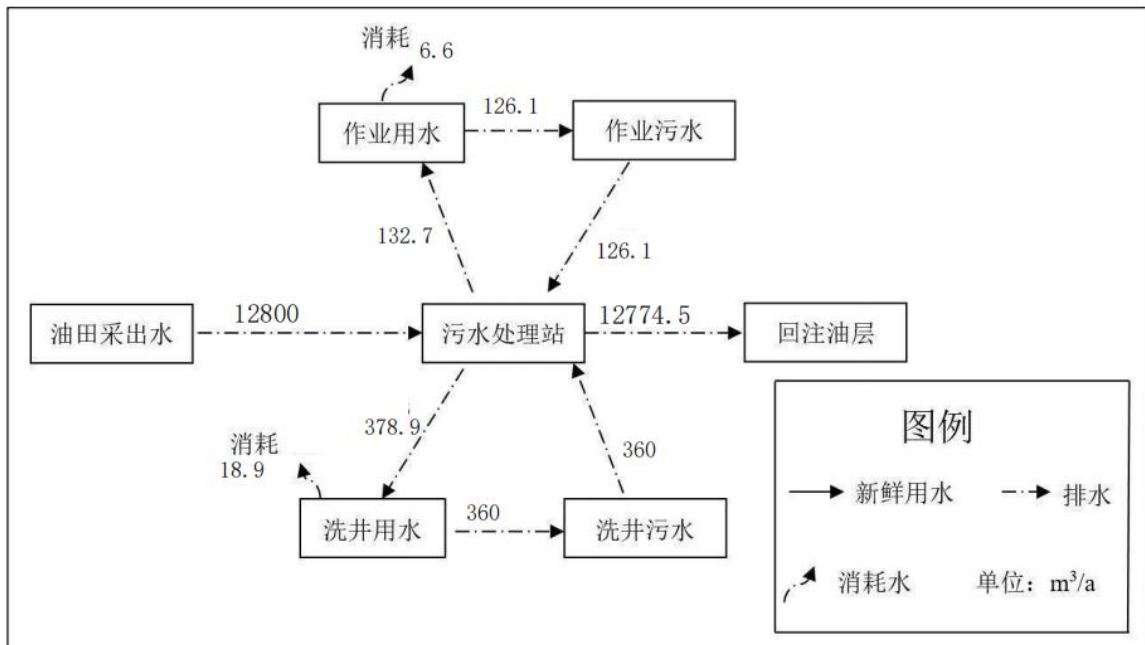 消耗
6.6
126.1
作业用水
作业污水
132.7
126.1
12800
12774.5
油田采出水
污水处理站
回注油层
378.9
360
消耗
18.9
360
洗井用水
洗井污水
图例
新鲜用水
排水
消耗水
单位：m³/a